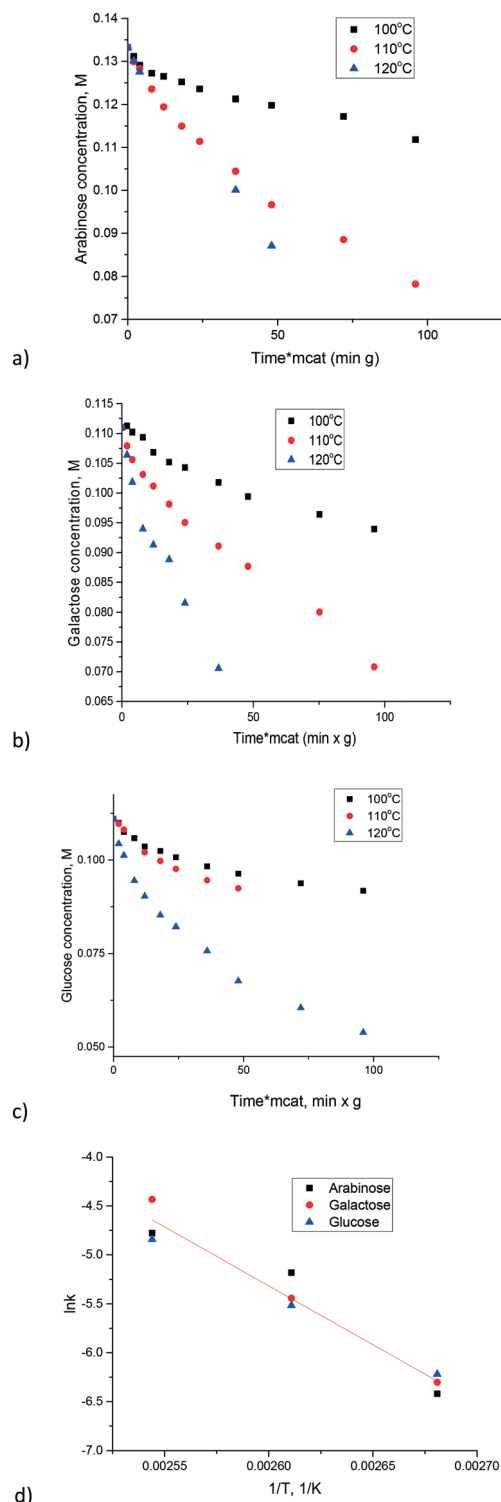 0.14
0.13
0.12
0.11
0.10
0.09
0.08
0.07
Arabinose concentration, M
100°C
110°C
120°C
0
50
100
Time*mcat (min g)
a)
0.115
0.110
0.105
0.100
0.095
0.090
0.085
0.080
0.075
0.070
0.065
Galactose concentration, M
100°C
110°C
120°C
0
50
100
Time*mcat (min x g)
b)
0.100
0.075
0.050
Glucose concentration, M
100°C
110°C
120°C
0
50
100
Time*mcat, min x g
c)
-4.0
-4.5
-5.0
-5.5
-6.0
-6.5
-7.0
lnk
Arabinose
Galactose
Glucose
0.00255
0.00260
0.00265
0.00270
1/T, 1/K
d)